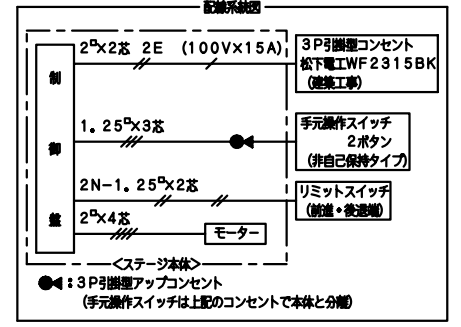 配線系統図
2□×2芯 2E (100V×15A)
3P引掛型コンセント
松下電工WF2315BK
(建築工事)
制
御
盤
1.25□×3芯
手元操作スイッチ
2ボタン
(非自己保持タイプ)
2N-1.25□×2芯
リミットスイッチ
(前進・後退端)
2□×4芯
モーター
<ステージ本体>
:3P引掛型アップコンセント
(手元操作スイッチは上記のコンセントで本体と分離)